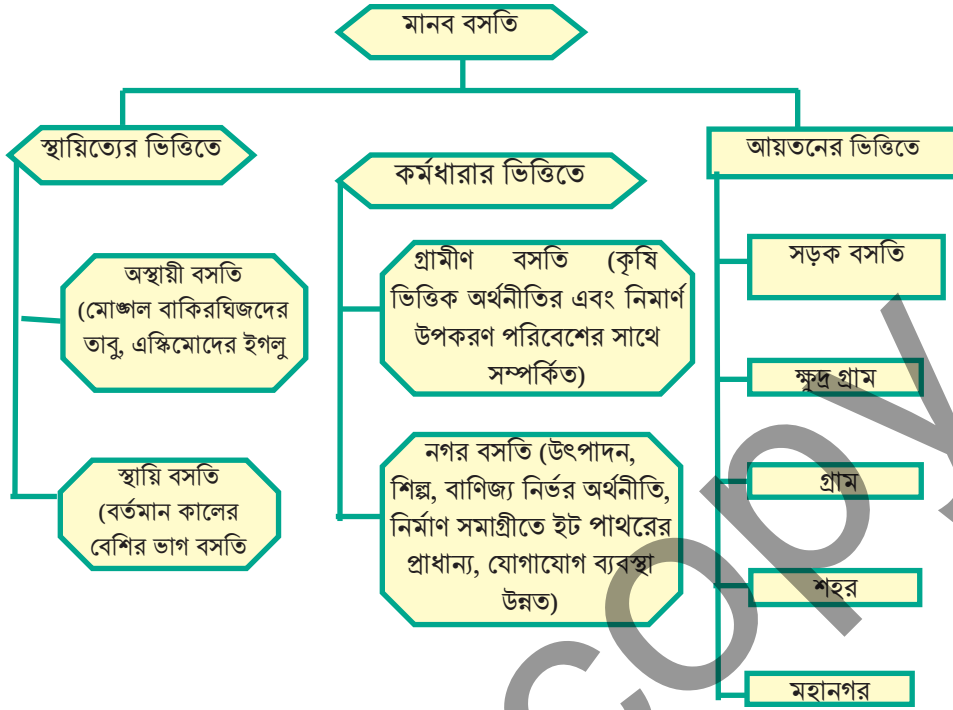 মানব বসতি
স্থায়িত্যের ভিত্তিতে
অস্থায়ী বসতি
(মোঙ্গল বাকিরঘিজদের
তাবু, এস্কিমোদের ইগলু
স্থায়ি বসতি
(বর্তমান কালের
বেশির ভাগ বসতি
কর্মধারার ভিত্তিতে
গ্রামীণ বসতি (কৃষি
ভিত্তিক অর্থনীতির এবং নিমার্ণ
উপকরণ পরিবেশের সাথে
সম্পর্কিত)
নগর বসতি (উৎপাদন,
শিল্প, বাণিজ্য নির্ভর অর্থনীতি,
নির্মাণ সমাগ্রীতে ইট পাথরের
প্রাধান্য, যোগাযোগ ব্যবস্থা
উন্নত)
আয়তনের ভিত্তিতে
সড়ক বসতি
ক্ষুদ্র গ্রাম
গ্রাম
শহর
মহানগর
copy